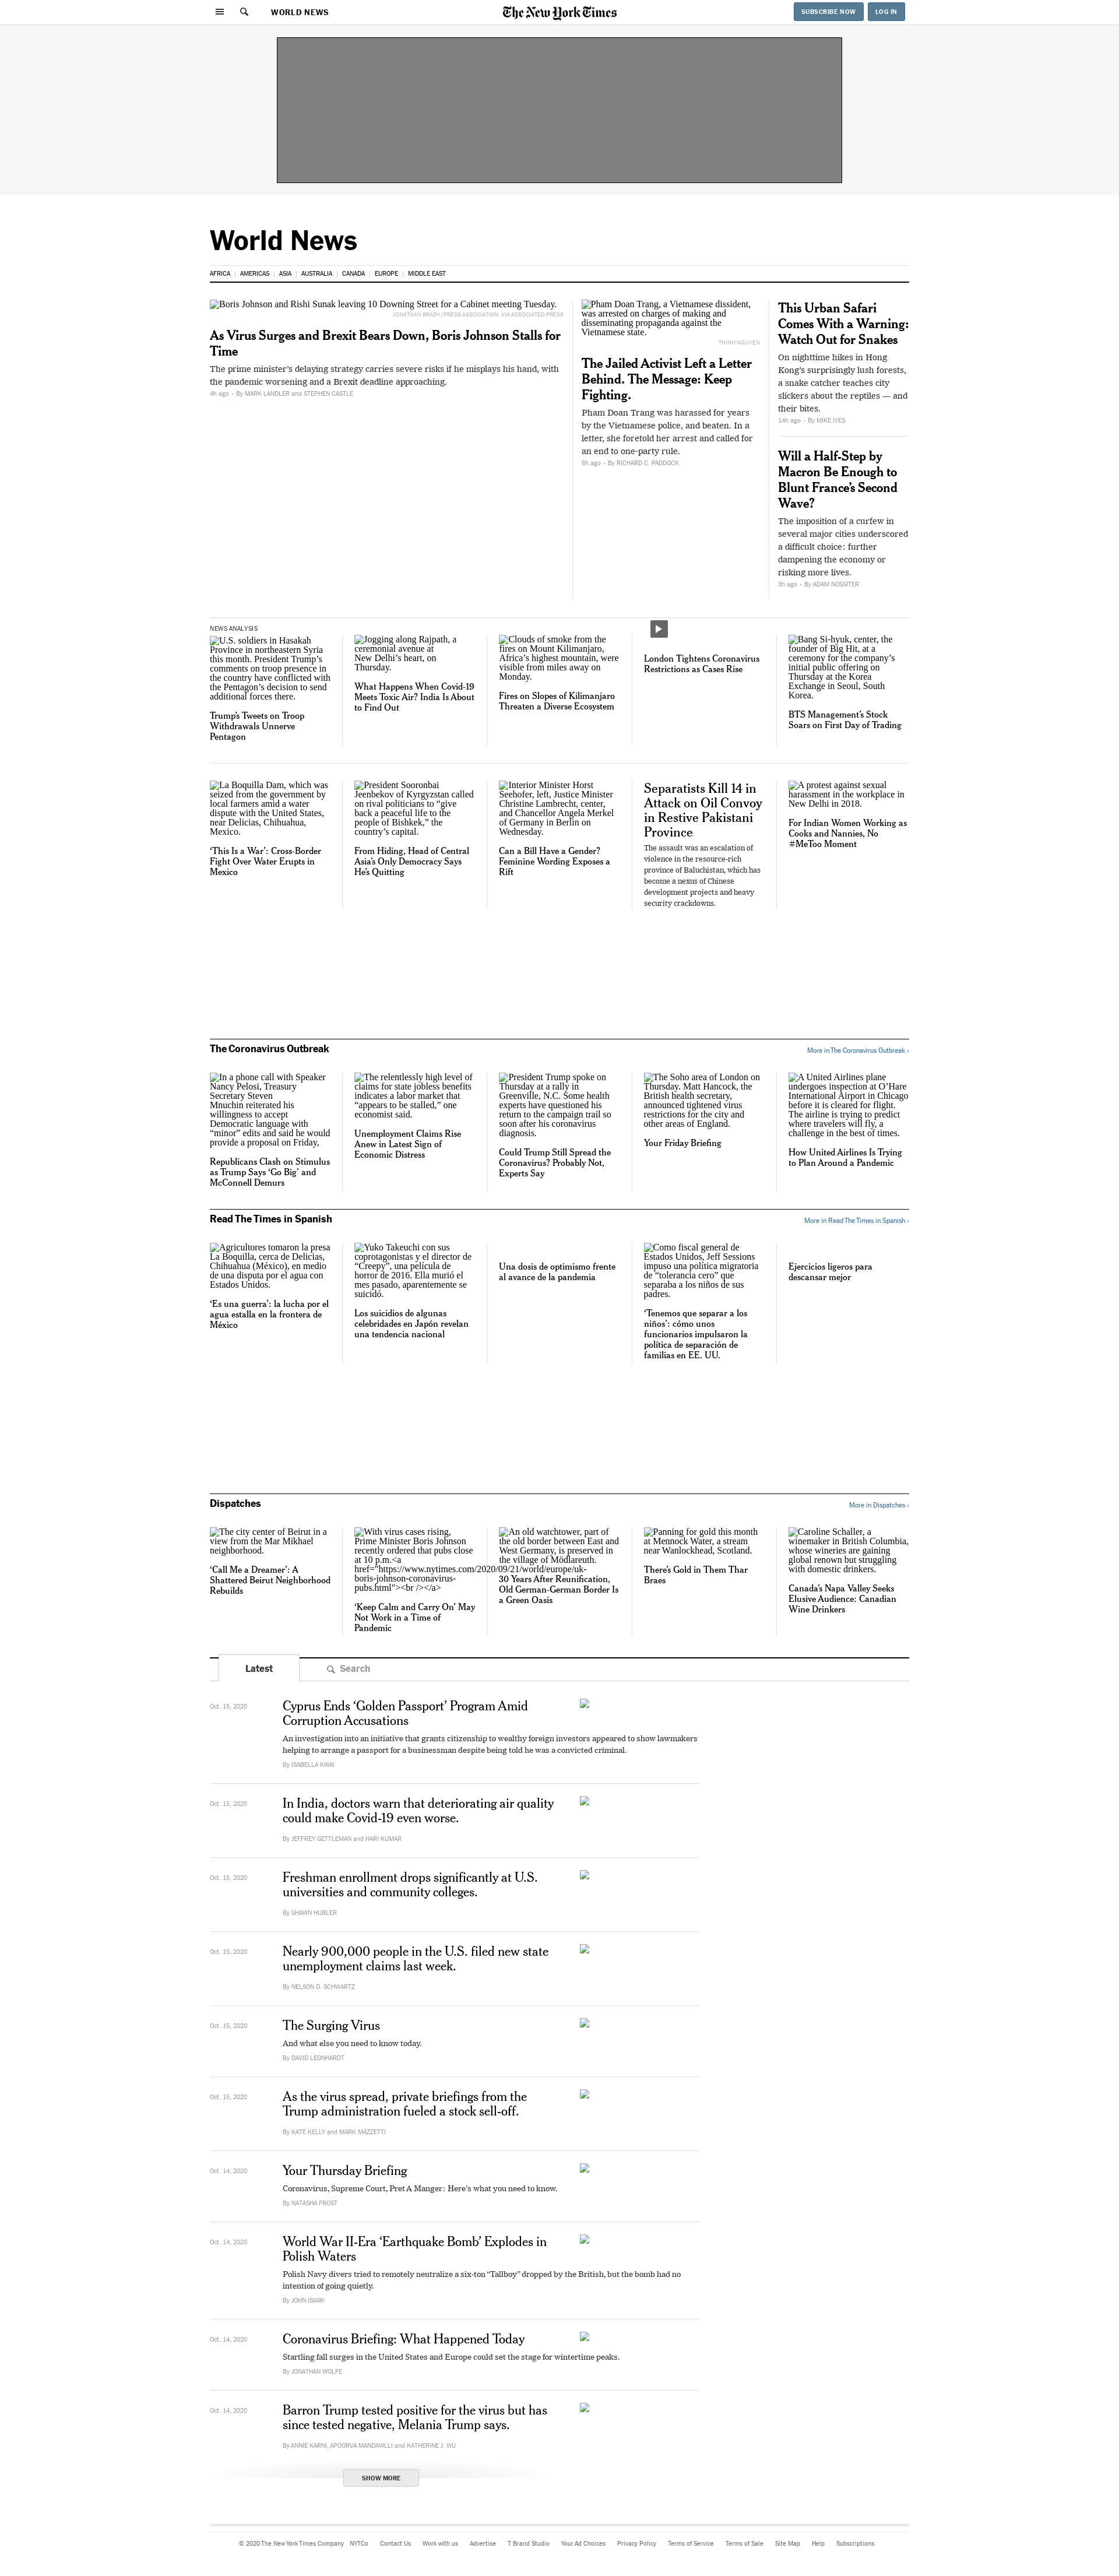 WORLD NEWS
The New York Times
SUBSCRIBE NOW
LOG IN
World News
AFRICA
AMERICAS
ASIA
AUSTRALIA
CANADA
EUROPE
MIDDLE EAST
Boris Johnson and Rishi Sunak leaving 10 Downing Street for a Cabinet meeting Tuesday.
JONATHAN BRADY/PRESS ASSOCIATION, VIA ASSOCIATED PRESS
As Virus Surges and Brexit Bears Down, Boris Johnson Stalls for
Time
The prime minister’s delaying strategy carries severe risks if he misplays his hand, with
the pandemic worsening and a Brexit deadline approaching.
4h ago - By MARK LANDLER and STEPHEN CASTLE
Pham Doan Trang, a Vietnamese dissident,
was arrested on charges of making and
disseminating propaganda against the
Vietnamese state.
THINH NGUYEN
The Jailed Activist Left a Letter
Behind. The Message: Keep
Fighting.
Pham Doan Trang was harassed for years
by the Vietnamese police, and beaten. In a
letter, she foretold her arrest and called for
an end to one-party rule.
6h ago - By RICHARD C. PADDOCK
This Urban Safari
Comes With a Warning:
Watch Out for Snakes
On nighttime hikes in Hong
Kong’s surprisingly lush forests,
a snake catcher teaches city
slickers about the reptiles — and
their bites.
14h ago - By MIKE IVES
Will a Half-Step by
Macron Be Enough to
Blunt France’s Second
Wave?
The imposition of a curfew in
several major cities underscored
a difficult choice: further
dampening the economy or
risking more lives.
3h ago - By ADAM NOSSITER
NEWS ANALYSIS
U.S. soldiers in Hasakah
Province in northeastern Syria
this month. President Trump’s
comments on troop presence in
the country have conflicted with
the Pentagon’s decision to send
additional forces there.
Trump’s Tweets on Troop
Withdrawals Unnerve
Pentagon
Jogging along Rajpath, a
ceremonial avenue at
New Delhi’s heart, on
Thursday.
What Happens When Covid-19
Meets Toxic Air? India Is About
to Find Out
Clouds of smoke from the
fires on Mount Kilimanjaro,
Africa’s highest mountain, were
visible from miles away on
Monday.
Fires on Slopes of Kilimanjaro
Threaten a Diverse Ecosystem
London Tightens Coronavirus
Restrictions as Cases Rise
Bang Si-hyuk, center, the
founder of Big Hit, at a
ceremony for the company’s
initial public offering on
Thursday at the Korea
Exchange in Seoul, South
Korea.
BTS Management’s Stock
Soars on First Day of Trading
La Boquilla Dam, which was
seized from the government by
local farmers amid a water
dispute with the United States,
near Delicias, Chihuahua,
Mexico.
‘This Is a War’: Cross-Border
Fight Over Water Erupts in
Mexico
President Sooronbai
Jeenbekov of Kyrgyzstan called
on rival politicians to “give
back a peaceful life to the
people of Bishkek,” the
country’s capital.
From Hiding, Head of Central
Asia’s Only Democracy Says
He’s Quitting
Interior Minister Horst
Seehofer, left, Justice Minister
Christine Lambrecht, center,
and Chancellor Angela Merkel
of Germany in Berlin on
Wednesday.
Can a Bill Have a Gender?
Feminine Wording Exposes a
Rift
Separatists Kill 14 in
Attack on Oil Convoy
in Restive Pakistani
Province
The assault was an escalation of
violence in the resource-rich
province of Baluchistan, which has
become a nexus of Chinese
development projects and heavy
security crackdowns.
A protest against sexual
harassment in the workplace in
New Delhi in 2018.
For Indian Women Working as
Cooks and Nannies, No
#MeToo Moment
The Coronavirus Outbreak
More in The Coronavirus Outbreak ›
In a phone call with Speaker
Nancy Pelosi, Treasury
Secretary Steven
Mnuchin reiterated his
willingness to accept
Democratic language with
“minor” edits and said he would
provide a proposal on Friday,
Republicans Clash on Stimulus
as Trump Says ‘Go Big’ and
McConnell Demurs
The relentlessly high level of
claims for state jobless benefits
indicates a labor market that
“appears to be stalled,” one
economist said.
Unemployment Claims Rise
Anew in Latest Sign of
Economic Distress
President Trump spoke on
Thursday at a rally in
Greenville, N.C. Some health
experts have questioned his
return to the campaign trail so
soon after his coronavirus
diagnosis.
Could Trump Still Spread the
Coronavirus? Probably Not,
Experts Say
The Soho area of London on
Thursday. Matt Hancock, the
British health secretary,
announced tightened virus
restrictions for the city and
other areas of England.
Your Friday Briefing
A United Airlines plane
undergoes inspection at O’Hare
International Airport in Chicago
before it is cleared for flight.
The airline is trying to predict
where travelers will fly, a
challenge in the best of times.
How United Airlines Is Trying
to Plan Around a Pandemic
Read The Times in Spanish
More in Read The Times in Spanish ›
Agricultores tomaron la presa
La Boquilla, cerca de Delicias,
Chihuahua (México), en medio
de una disputa por el agua con
Estados Unidos.
‘Es una guerra’: la lucha por el
agua estalla en la frontera de
México
Yuko Takeuchi con sus
coprotagonistas y el director de
“Creepy”, una película de
horror de 2016. Ella murió el
mes pasado, aparentemente se
suicidó.
Los suicidios de algunas
celebridades en Japón revelan
una tendencia nacional
Una dosis de optimismo frente
al avance de la pandemia
Como fiscal general de
Estados Unidos, Jeff Sessions
impuso una política migratoria
de “tolerancia cero” que
separaba a los niños de sus
padres.
‘Tenemos que separar a los
niños’: cómo unos
funcionarios impulsaron la
política de separación de
familias en EE. UU.
Ejercicios ligeros para
descansar mejor
Dispatches
More in Dispatches ›
The city center of Beirut in a
view from the Mar Mikhael
neighborhood.
‘Call Me a Dreamer’: A
Shattered Beirut Neighborhood
Rebuilds
With virus cases rising,
Prime Minister Boris Johnson
recently ordered that pubs close
at 10 p.m.<a
href="https://www.nytimes.com/2020/09/21/world/europe/uk-
boris-johnson-coronavirus-
pubs.html"><br /></a>
‘Keep Calm and Carry On’ May
Not Work in a Time of
Pandemic
An old watchtower, part of
the old border between East and
West Germany, is preserved in
the village of Mödlareuth.
30 Years After Reunification,
Old German-German Border Is
a Green Oasis
Panning for gold this month
at Mennock Water, a stream
near Wanlockhead, Scotland.
There’s Gold in Them Thar
Braes
Caroline Schaller, a
winemaker in British Columbia,
whose wineries are gaining
global renown but struggling
with domestic drinkers.
Canada’s Napa Valley Seeks
Elusive Audience: Canadian
Wine Drinkers
Latest
Search
Oct. 15, 2020
Cyprus Ends ‘Golden Passport’ Program Amid
Corruption Accusations
An investigation into an initiative that grants citizenship to wealthy foreign investors appeared to show lawmakers
helping to arrange a passport for a businessman despite being told he was a convicted criminal.
By ISABELLA KWAI
Oct. 15, 2020
In India, doctors warn that deteriorating air quality
could make Covid-19 even worse.
By JEFFREY GETTLEMAN and HARI KUMAR
Oct. 15, 2020
Freshman enrollment drops significantly at U.S.
universities and community colleges.
By SHAWN HUBLER
Oct. 15, 2020
Nearly 900,000 people in the U.S. filed new state
unemployment claims last week.
By NELSON D. SCHWARTZ
Oct. 15, 2020
The Surging Virus
And what else you need to know today.
By DAVID LEONHARDT
Oct. 15, 2020
As the virus spread, private briefings from the
Trump administration fueled a stock sell-off.
By KATE KELLY and MARK MAZZETTI
Oct. 14, 2020
Your Thursday Briefing
Coronavirus, Supreme Court, Pret A Manger: Here’s what you need to know.
By NATASHA FROST
Oct. 14, 2020
World War II-Era ‘Earthquake Bomb’ Explodes in
Polish Waters
Polish Navy divers tried to remotely neutralize a six-ton “Tallboy” dropped by the British, but the bomb had no
intention of going quietly.
By JOHN ISMAY
Oct. 14, 2020
Coronavirus Briefing: What Happened Today
Startling fall surges in the United States and Europe could set the stage for wintertime peaks.
By JONATHAN WOLFE
Oct. 14, 2020
Barron Trump tested positive for the virus but has
since tested negative, Melania Trump says.
By ANNIE KARNI, APOORVA MANDAVILLI and KATHERINE J. WU
SHOW MORE
© 2020 The New York Times Company
NYTCo
Contact Us
Work with us
Advertise
T Brand Studio
Your Ad Choices
Privacy Policy
Terms of Service
Terms of Sale
Site Map
Help
Subscriptions